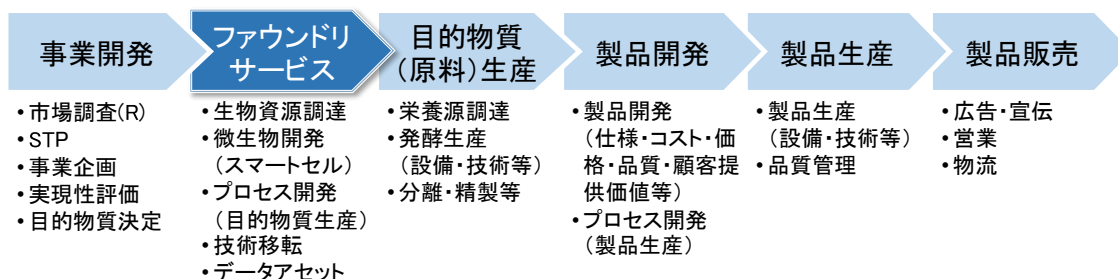 事業開発
・市場調査(R)
・STP
・事業企画
・実現性評価
・目的物質決定
ファウンドリ
サービス
・生物資源調達
・微生物開発
(スマートセル)
・プロセス開発
(目的物質生産)
・技術移転
・データアセット
目的物質
(原料)生産
・栄養源調達
・発酵生産
(設備・技術等)
・分離・精製等
製品開発
・製品開発
(仕様・コスト・価
格・品質・顧客提
供価値等)
・プロセス開発
(製品生産)
製品生産
・製品生産
(設備・技術等)
・品質管理
製品販売
・広告・宣伝
・営業
・物流